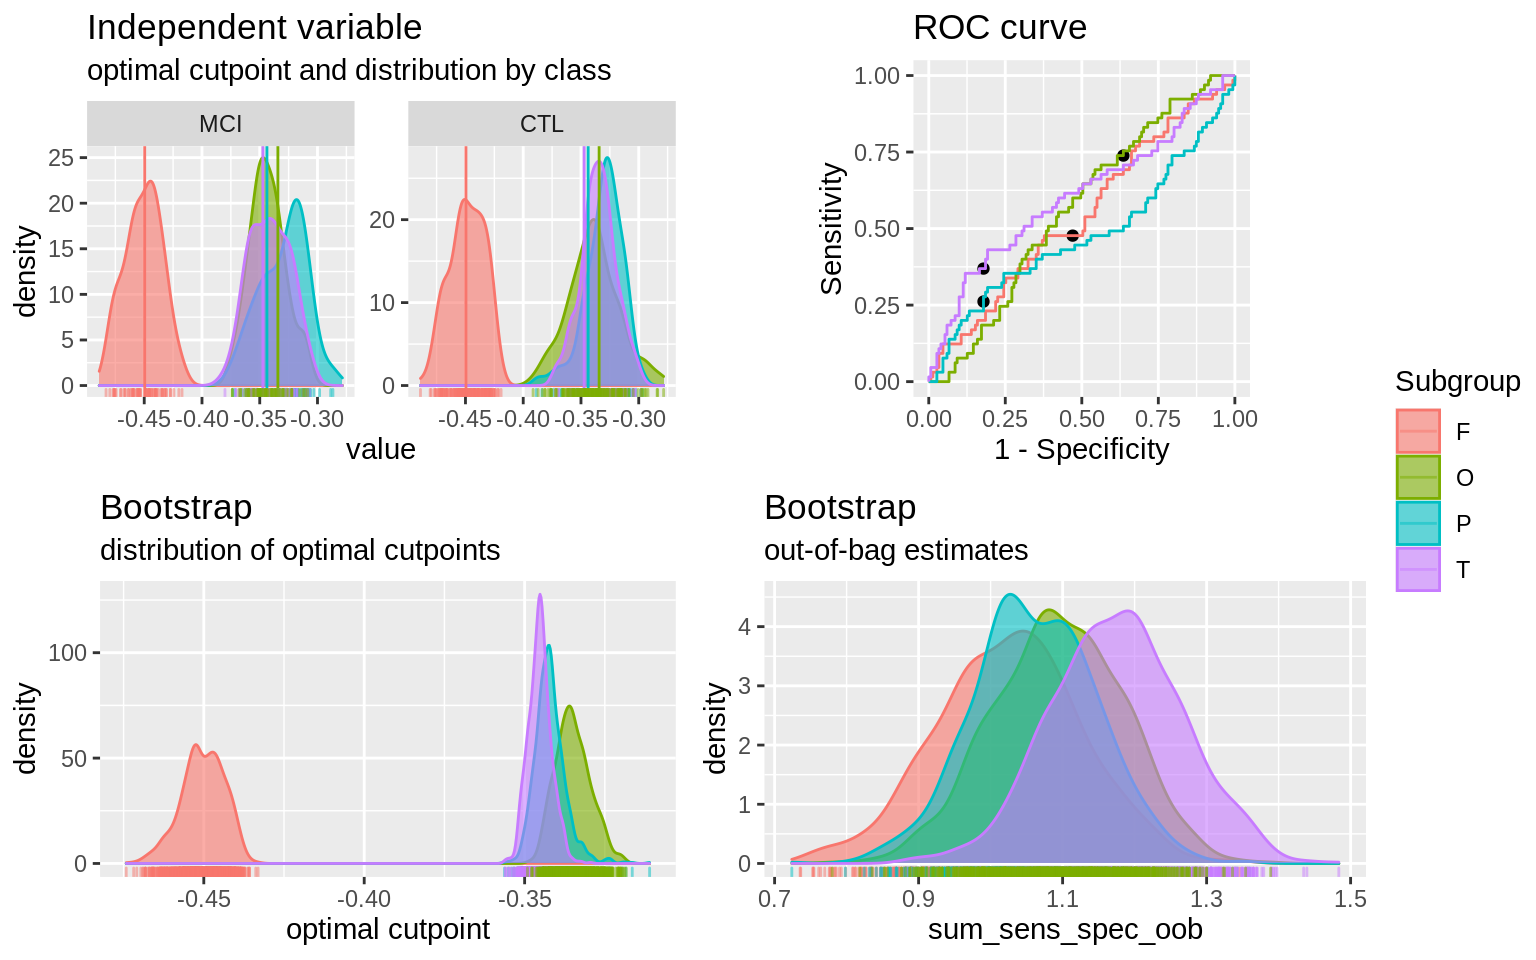 Independent variable
optimal cutpoint and distribution by class
MCI
CTL
25
20
15
10
5
0
20
10
0
density
-0.45 -0.40 -0.35 -0.30
-0.45 -0.40 -0.35 -0.30
value
ROC curve
1.00
0.75
0.50
0.25
0.00
Sensitivity
0.00 0.25 0.50 0.75 1.00
1 - Specificity
Subgroup
F
O
P
T
Bootstrap
distribution of optimal cutpoints
100
50
0
density
-0.45 -0.40 -0.35
optimal cutpoint
Bootstrap
out-of-bag estimates
4
3
2
1
0
density
0.7 0.9 1.1 1.3 1.5
sum_sens_spec_oob